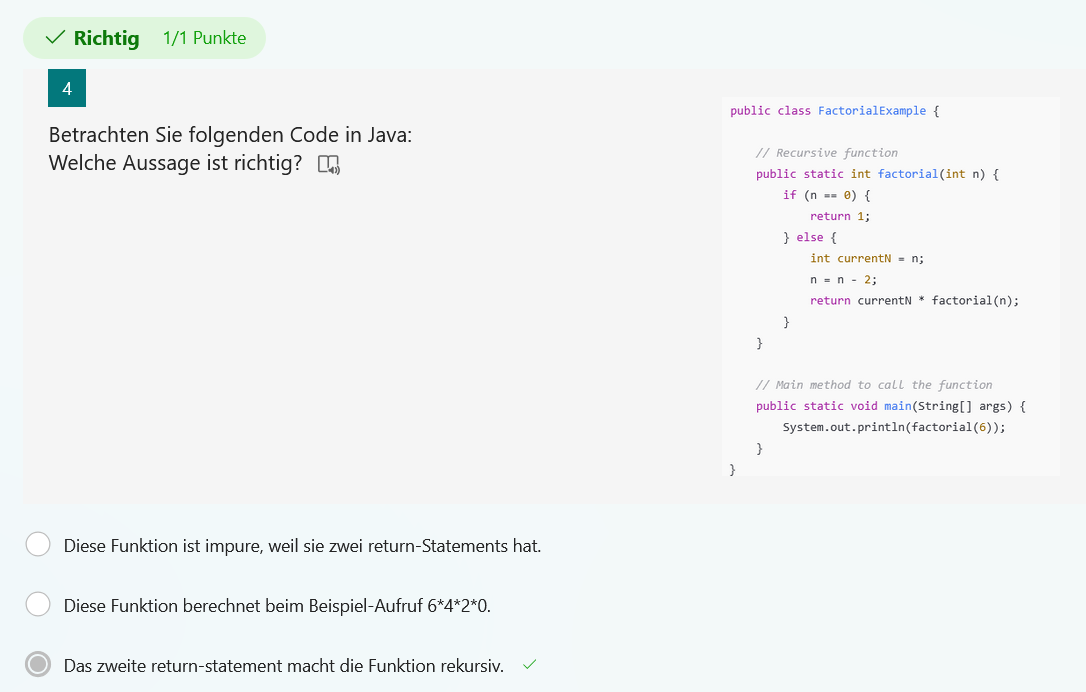 Richtig 1/1 Punkte
4
Betrachten Sie folgenden Code in Java:
Welche Aussage ist richtig?
public class FactorialExample {
// Recursive function
public static int factorial(int n) {
if (n == 0) {
return 1;
} else {
int currentN = n;
n = n - 2;
return currentN * factorial(n);
}
}
// Main method to call the function
public static void main(String[] args) {
System.out.println(factorial(6));
}
}
Diese Funktion ist impure, weil sie zwei return-Statements hat.
Diese Funktion berechnet beim Beispiel-Aufruf 6*4*2*0.
Das zweite return-statement macht die Funktion rekursiv.